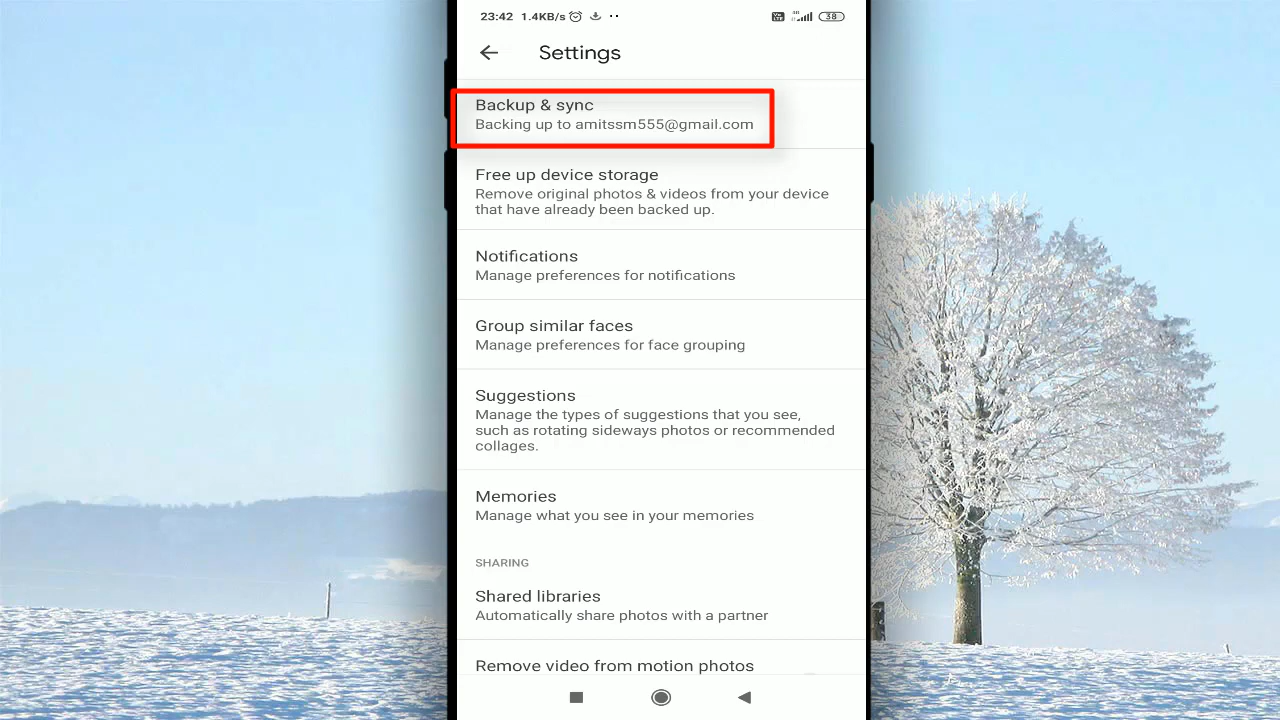 23:42 1.4KB/s 38
Settings
Backup & sync
Backing up to amitssm555@gmail.com
Free up device storage
Remove original photos & videos from your device
that have already been backed up.
Notifications
Manage preferences for notifications
Group similar faces
Manage preferences for face grouping
Suggestions
Manage the types of suggestions that you see,
such as rotating sideways photos or recommended
collages.
Memories
Manage what you see in your memories
SHARING
Shared libraries
Automatically share photos with a partner
Remove video from motion photos